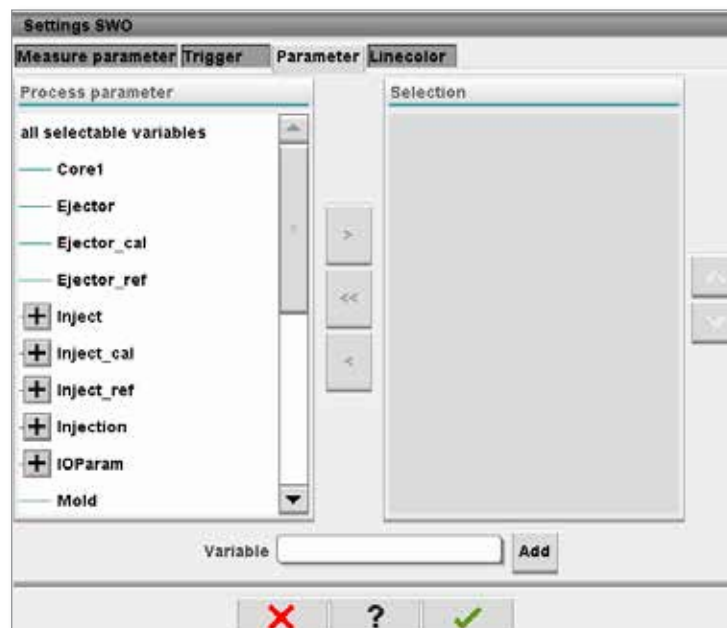 Settings SWO
Measure parameter Trigger Parameter Linecolor
Process parameter
Selection
all selectable variables
Core1
Ejector
Ejector_cal
Ejector_ref
Inject
Inject_cal
Inject_ref
Injection
IOParam
Mold
>
<<
<
Variable
Add
?